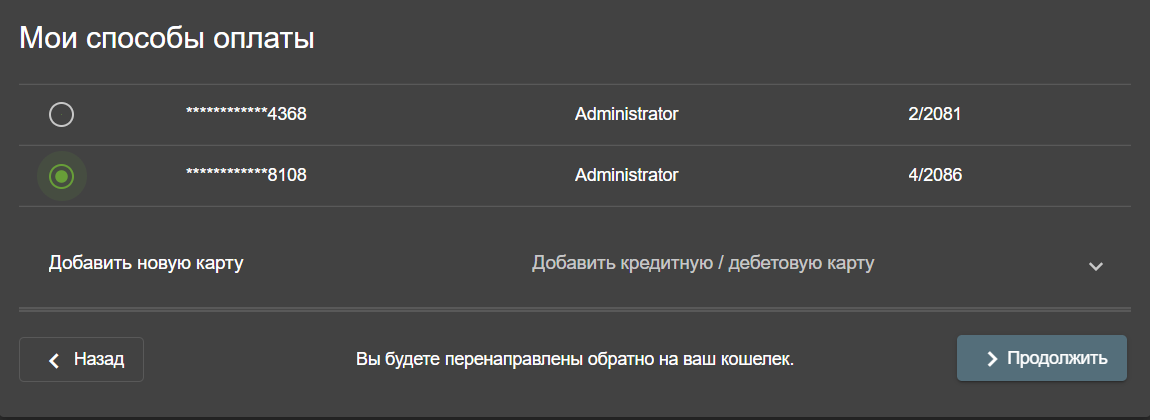 Мои способы оплаты
************4368 Administrator 2/2081
************8108 Administrator 4/2086
Добавить новую карту Добавить кредитную / дебетовую карту
Назад Вы будете перенаправлены обратно на ваш кошелек. Продолжить